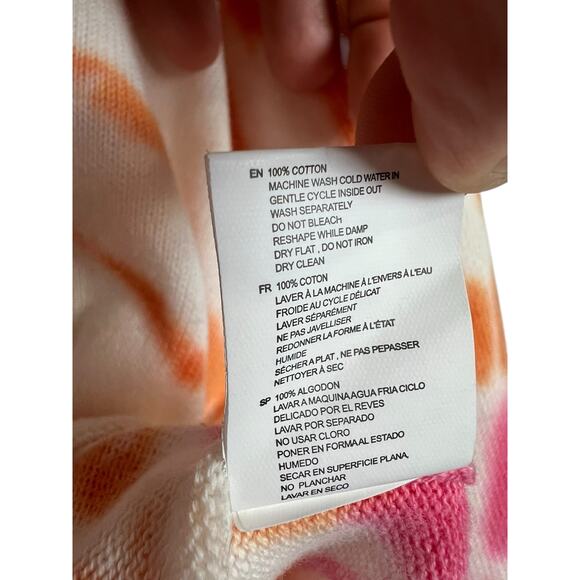 EN 100% COTTON
MACHINE WASH COLD WATER IN
GENTLE CYCLE INSIDE OUT
WASH SEPARATELY
DO NOT BLEACH
RESHAPE WHILE DAMP
DRY FLAT , DO NOT IRON
DRY CLEAN
FR 100% COTON
LAVER À LA MACHINE À L'ENVERS À L'EAU
FROIDE AU CYCLE DÉLICAT
LAVER SÉPARÉMENT
NE PAS JAVELLISER
REDONNER LA FORME À L'ÉTAT
HUMIDE
SÉCHER A PLAT , NE PAS PEPASSER
NETTOYER À SEC
SP 100% ALGODON
LAVAR A MAQUINA AGUA FRIA CICLO
DELICADO POR EL REVES
LAVAR POR SEPARADO
NO USAR CLORO
PONER EN FORMA AL ESTADO
HUMEDO
SECAR EN SUPERFICIE PLANA,
NO PLANCHAR
LAVAR EN SECO